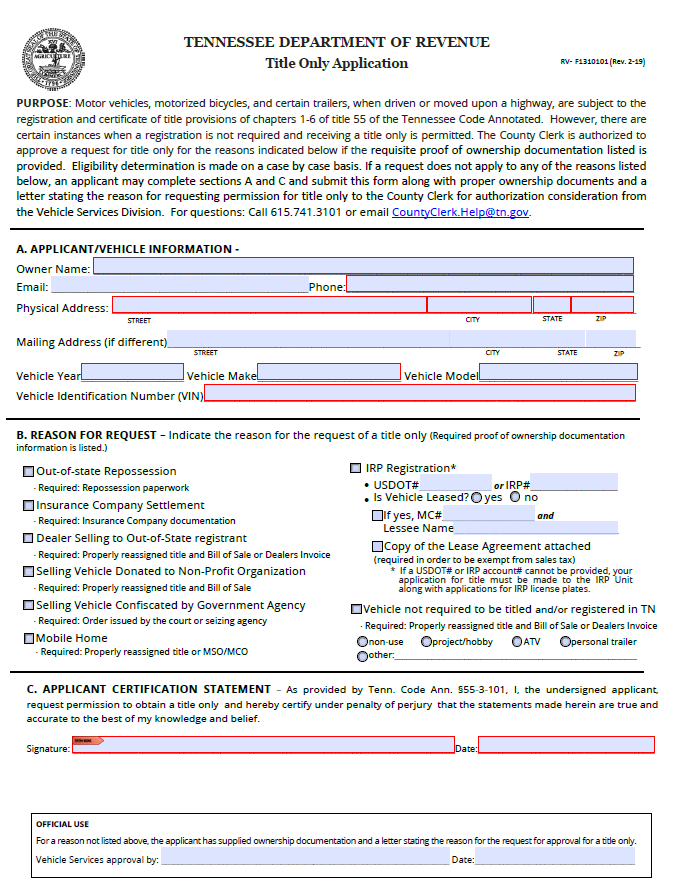 TENNESSEE DEPARTMENT OF REVENUE
Title Only Application
RV- F1310101 (Rev. 2-19)
AGRICULTURE
PURPOSE: Motor vehicles, motorized bicycles, and certain trailers, when driven or moved upon a highway, are subject to the
registration and certificate of title provisions of chapters 1-6 of title 55 of the Tennessee Code Annotated.  However, there are
certain instances when a registration is not required and receiving a title only is permitted. The County Clerk is authorized to
approve a request for title only for the reasons indicated below if the requisite proof of ownership documentation listed is
provided.  Eligibility determination is made on a case by case basis. If a request does not apply to any of the reasons listed
below, an applicant may complete sections A and C and submit this form along with proper ownership documents and a
letter stating the reason for requesting permission for title only to the County Clerk for authorization consideration from
the Vehicle Services Division.  For questions: Call 615.741.3101 or email CountyClerk.Help@tn.gov.
A. APPLICANT/VEHICLE INFORMATION -
Owner Name:
Email: Phone:
Physical Address:
STREET CITY STATE ZIP
Mailing Address (if different)
STREET CITY STATE ZIP
Vehicle Year Vehicle Make Vehicle Model
Vehicle Identification Number (VIN)
B. REASON FOR REQUEST – Indicate the reason for the request of a title only (Required proof of ownership documentation
information is listed.)
Out-of-state Repossession
· Required: Repossession paperwork
Insurance Company Settlement
· Required: Insurance Company documentation
Dealer Selling to Out-of-State registrant
· Required: Properly reassigned title and Bill of Sale or Dealers Invoice
Selling Vehicle Donated to Non-Profit Organization
· Required: Properly reassigned title and Bill of Sale
Selling Vehicle Confiscated by Government Agency
· Required: Order issued by the court or seizing agency
Mobile Home
· Required: Properly reassigned title or MSO/MCO
IRP Registration*
• USDOT# or IRP#
• Is Vehicle Leased? yes no
If yes, MC# and
Lessee Name
Copy of the Lease Agreement attached
(required in order to be exempt from sales tax)
* If a USDOT# or IRP account# cannot be provided, your
application for title must be made to the IRP Unit
along with applications for IRP license plates.
Vehicle not required to be titled and/or registered in TN
· Required: Properly reassigned title and Bill of Sale or Dealers Invoice
non-use project/hobby ATV personal trailer
other:
C. APPLICANT CERTIFICATION STATEMENT – As provided by Tenn. Code Ann. §55-3-101, I, the undersigned applicant,
request permission to obtain a title only  and hereby certify under penalty of perjury  that the statements made herein are true and
accurate to the best of my knowledge and belief.
Signature: Date:
OFFICIAL USE
For a reason not listed above, the applicant has supplied ownership documentation and a letter stating the reason for the request for approval for a title only.
Vehicle Services approval by: Date: